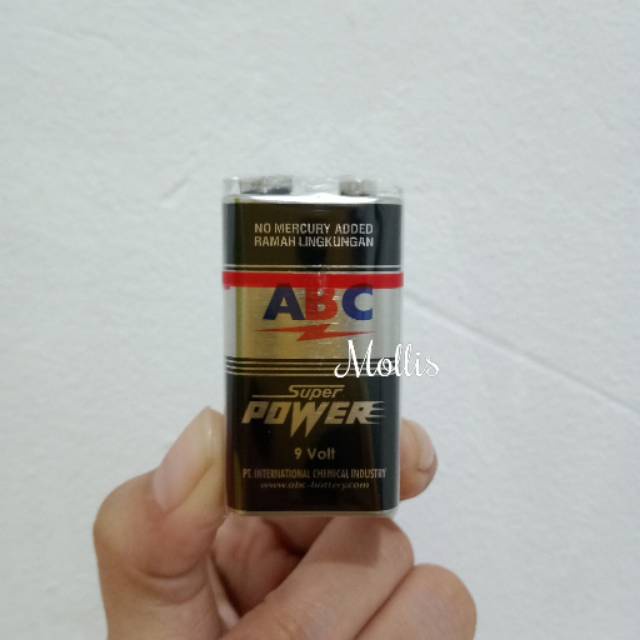 NO MERCURY ADDED
RAMAH LINGKUNGAN
ABC
Mollis
Super
POWER
9 Volt
PT. INTERNATIONAL CHEMICAL INDUSTRY
www.abc-battery.com